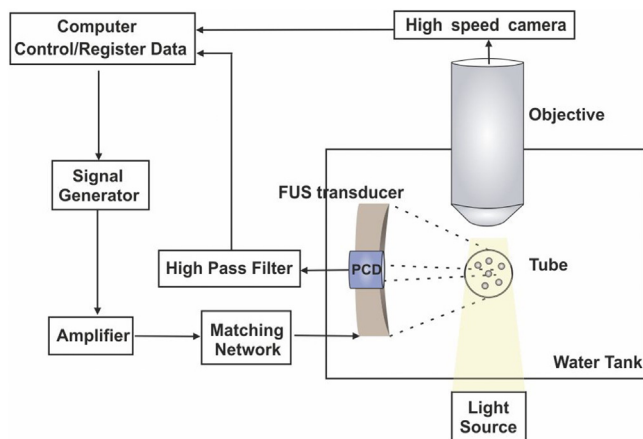 Computer
Control/Register Data
High speed camera
Objective
Signal
Generator
FUS transducer
High Pass Filter
PCD
Tube
Amplifier
Matching
Network
Water Tank
Light
Source